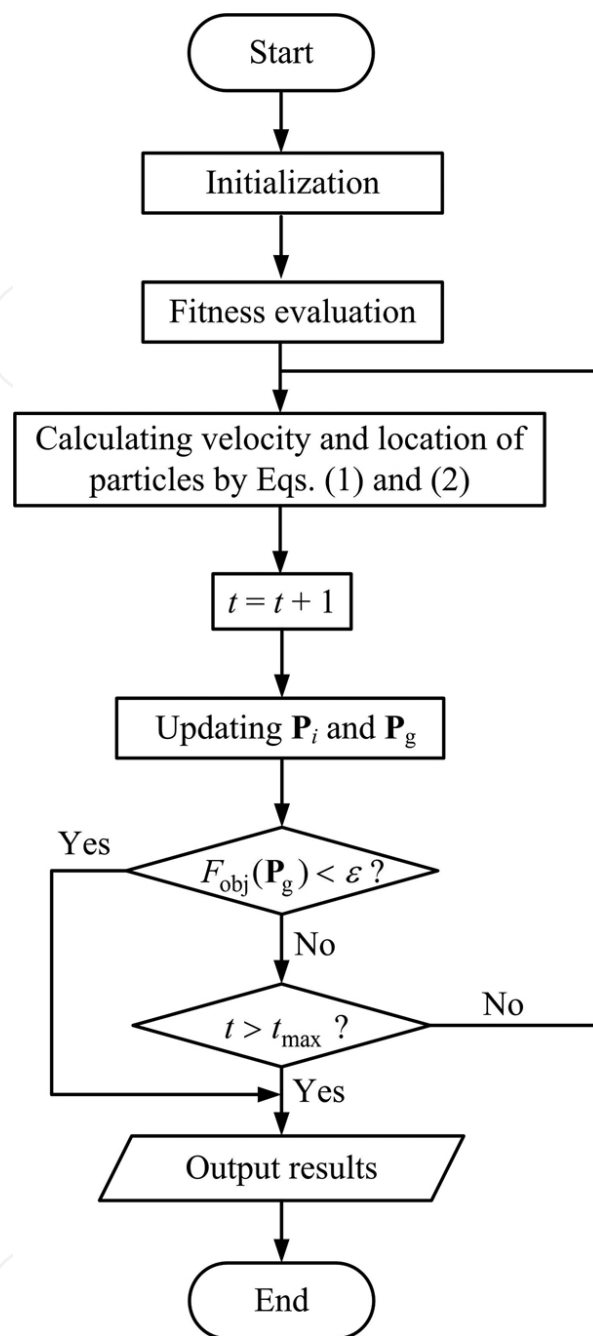 Start
Initialization
Fitness evaluation
Calculating velocity and location of
particles by Eqs. (1) and (2)
t = t + 1
Updating Pᵢ and P_g
Yes
F_obj(P_g) < ε ?
No
t > t_max ?
No
Yes
Output results
End